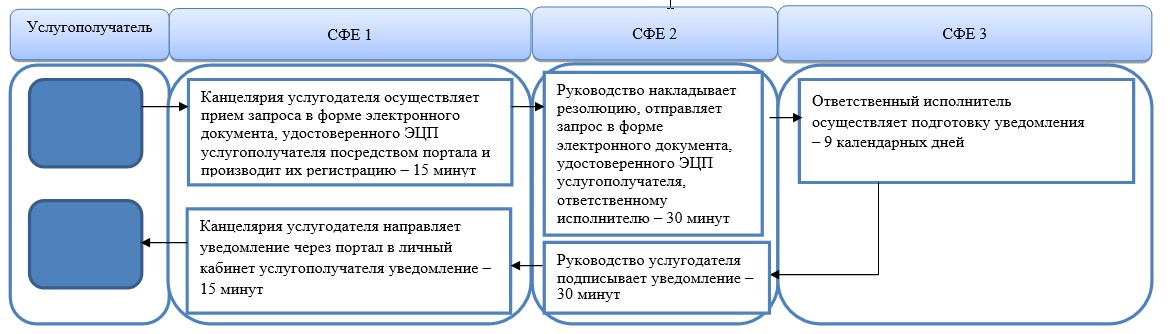 Услугополучатель
СФЕ 1
СФЕ 2
СФЕ 3
Канцелярия услугодателя осуществляет
прием запроса в форме электронного
документа, удостоверенного ЭЦП
услугополучателя посредством портала и
производит их регистрацию – 15 минут
Руководство накладывает
резолюцию, отправляет
запрос в форме
электронного документа,
удостоверенного ЭЦП
услугополучателя,
ответственному
исполнителю – 30 минут
Ответственный исполнитель
осуществляет подготовку уведомления
– 9 календарных дней
Руководство услугодателя
подписывает уведомление –
30 минут
Канцелярия услугодателя направляет
уведомление через портал в личный
кабинет услугополучателя уведомление –
15 минут